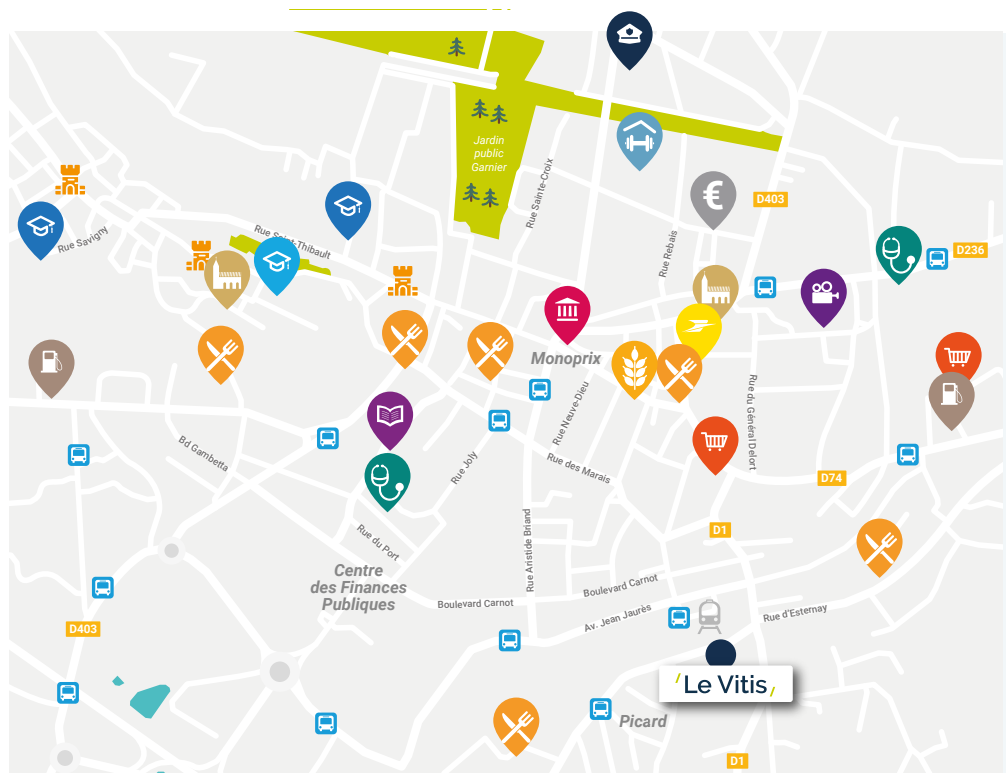 Jardin
public
Garnier
Rue Sainte-Croix
D403
€
Rue Savigny
Rue Saint-Thibault
Rue Rebais
D236
Monoprix
Rue Neuve-Dieu
Rue du Général Delort
Bd Gambetta
Rue Joly
Rue des Marais
D74
D1
Rue du Port
Rue Aristide Briand
Centre
des Finances
Publiques
Boulevard Carnot
Boulevard Carnot
Av. Jean Jaurès
Rue d'Esternay
D403
'Le Vitis,
Picard
D1